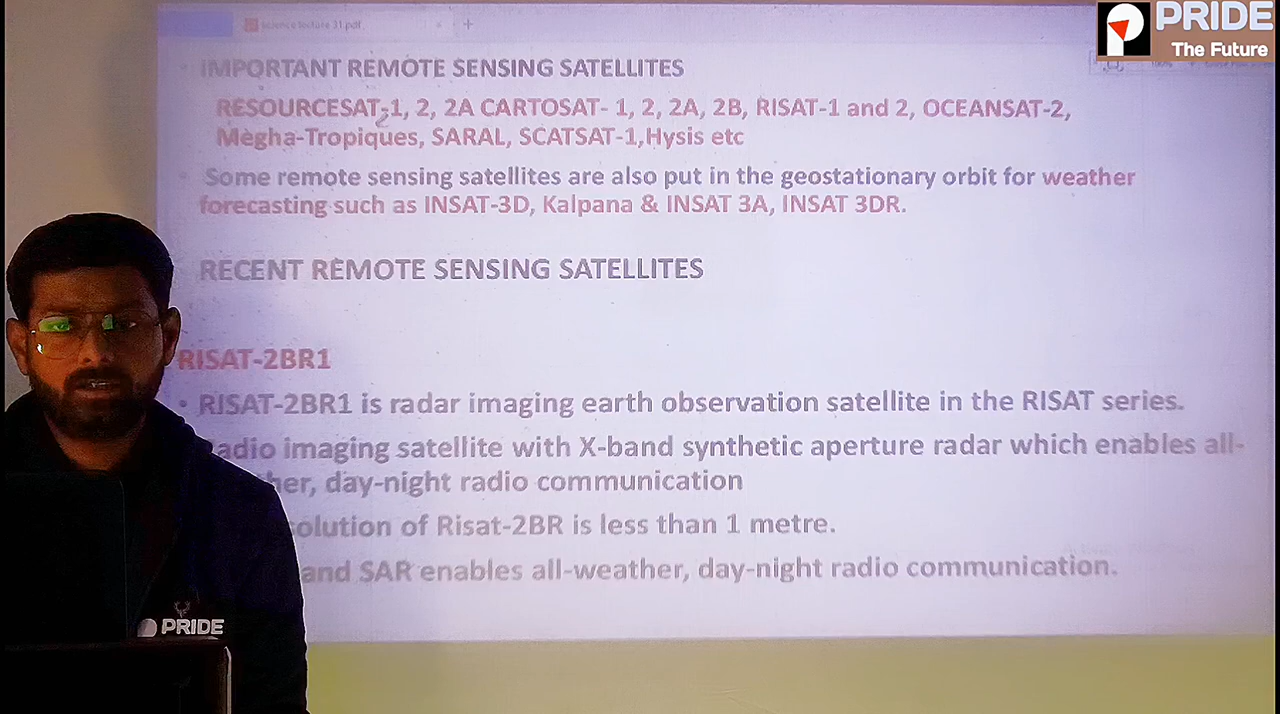 science lecture 31.pdf
PRIDE
The Future
• IMPORTANT REMOTE SENSING SATELLITES
RESOURCESAT-1, 2, 2A CARTOSAT- 1, 2, 2A, 2B, RISAT-1 and 2, OCEANSAT-2,
Megha-Tropiques, SARAL, SCATSAT-1,Hysis etc
• Some remote sensing satellites are also put in the geostationary orbit for weather
forecasting such as INSAT-3D, Kalpana & INSAT 3A, INSAT 3DR.
RECENT REMOTE SENSING SATELLITES
RISAT-2BR1
• RISAT-2BR1 is radar imaging earth observation satellite in the RISAT series.
adio imaging satellite with X-band synthetic aperture radar which enables all-
her, day-night radio communication
solution of Risat-2BR is less than 1 metre.
and SAR enables all-weather, day-night radio communication.
PRIDE